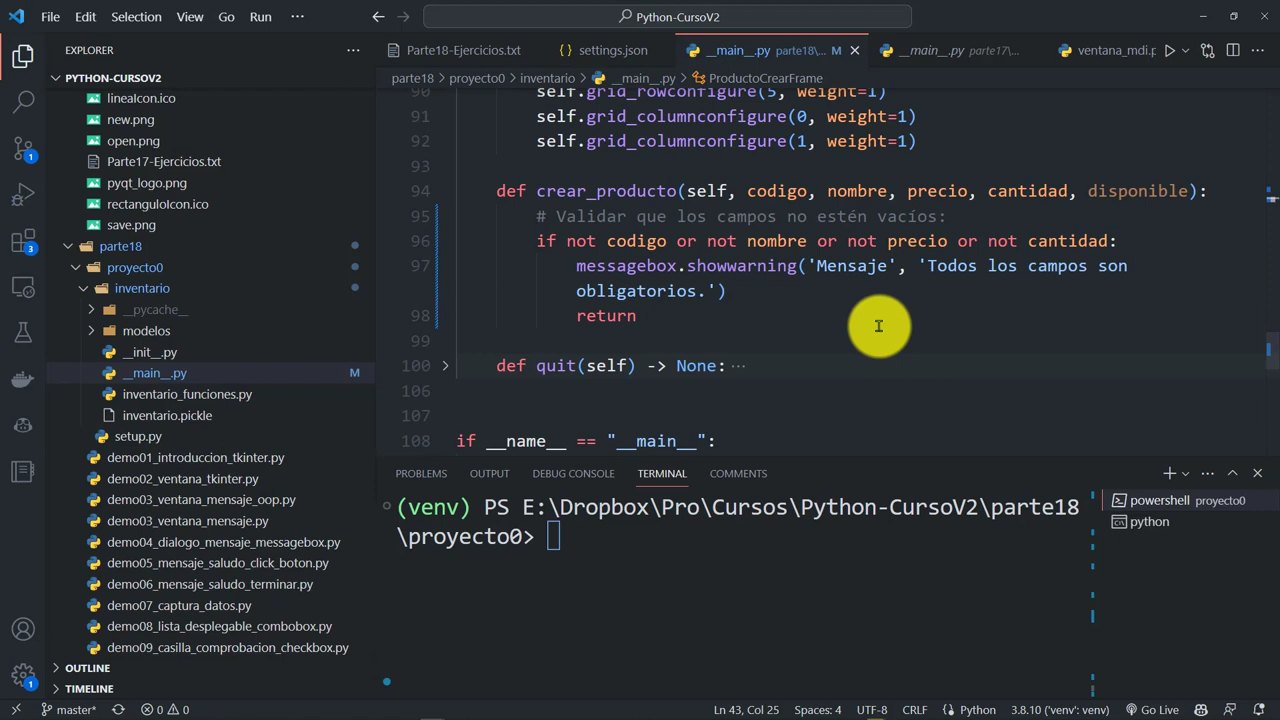 File Edit Selection View Go Run ··· Python-CursoV2
EXPLORER ···
PYTHON-CURSOV2
lineaIcon.ico
new.png
open.png
Parte17-Ejercicios.txt
pyqt_logo.png
rectanguloIcon.ico
save.png
parte18
proyecto0
inventario
__pycache__
modelos
__init__.py
__main__.py M
inventario_funciones.py
inventario.pickle
setup.py
demo01_introduccion_tkinter.py
demo02_ventana_tkinter.py
demo03_ventana_mensaje_oop.py
demo03_ventana_mensaje.py
demo04_dialogo_mensaje_messagebox.py
demo05_mensaje_saludo_click_boton.py
demo06_mensaje_saludo_terminar.py
demo07_captura_datos.py
demo08_lista_desplegable_combobox.py
demo09_casilla_comprobacion_checkbox.py
OUTLINE
TIMELINE
1
3
1
Parte18-Ejercicios.txt settings.json __main__.py parte18\... M __main__.py parte17/... ventana_mdi.p
parte18 > proyecto0 > inventario > __main__.py > ProductoCrearFrame
90 self.grid_rowconfigure(5, weight=1)
91 self.grid_columnconfigure(0, weight=1)
92 self.grid_columnconfigure(1, weight=1)
93
94 def crear_producto(self, codigo, nombre, precio, cantidad, disponible):
95 # Validar que los campos no estén vacíos:
96 if not codigo or not nombre or not precio or not cantidad:
97 messagebox.showwarning('Mensaje', 'Todos los campos son
obligatorios.')
98 return
99
100 def quit(self) -> None: ···
106
107
108 if __name__ == "__main__":
PROBLEMS OUTPUT DEBUG CONSOLE TERMINAL COMMENTS
(venv) PS E:\Dropbox\Pro\Cursos\Python-CursoV2\parte18
\proyecto0>
powershell proyecto0
python
master* 0 0 Ln 43, Col 25 Spaces: 4 UTF-8 CRLF Python 3.8.10 ('venv': venv) Go Live